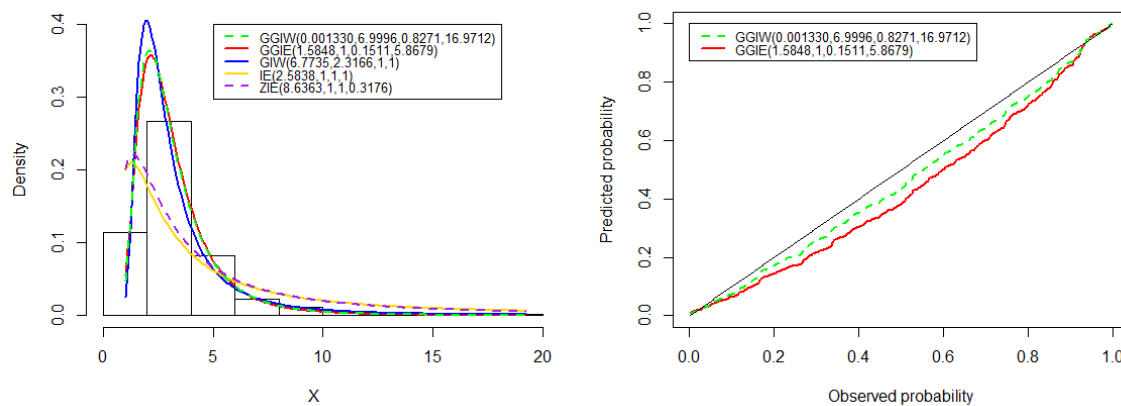 GGIW(0.001330,6.9996,0.8271,16.9712)
GGIE(1.5848,1,0.1511,5.8679)
GIW(6.7735,2.3166,1,1)
IE(2.5838,1,1,1)
ZIE(8.6363,1,1,0.3176)
Density
0.0
0.1
0.2
0.3
0.4
0
5
10
15
20
X
GGIW(0.001330,6.9996,0.8271,16.9712)
GGIE(1.5848,1,0.1511,5.8679)
Predicted probability
0.0
0.2
0.4
0.6
0.8
1.0
0.0
0.2
0.4
0.6
0.8
1.0
Observed probability